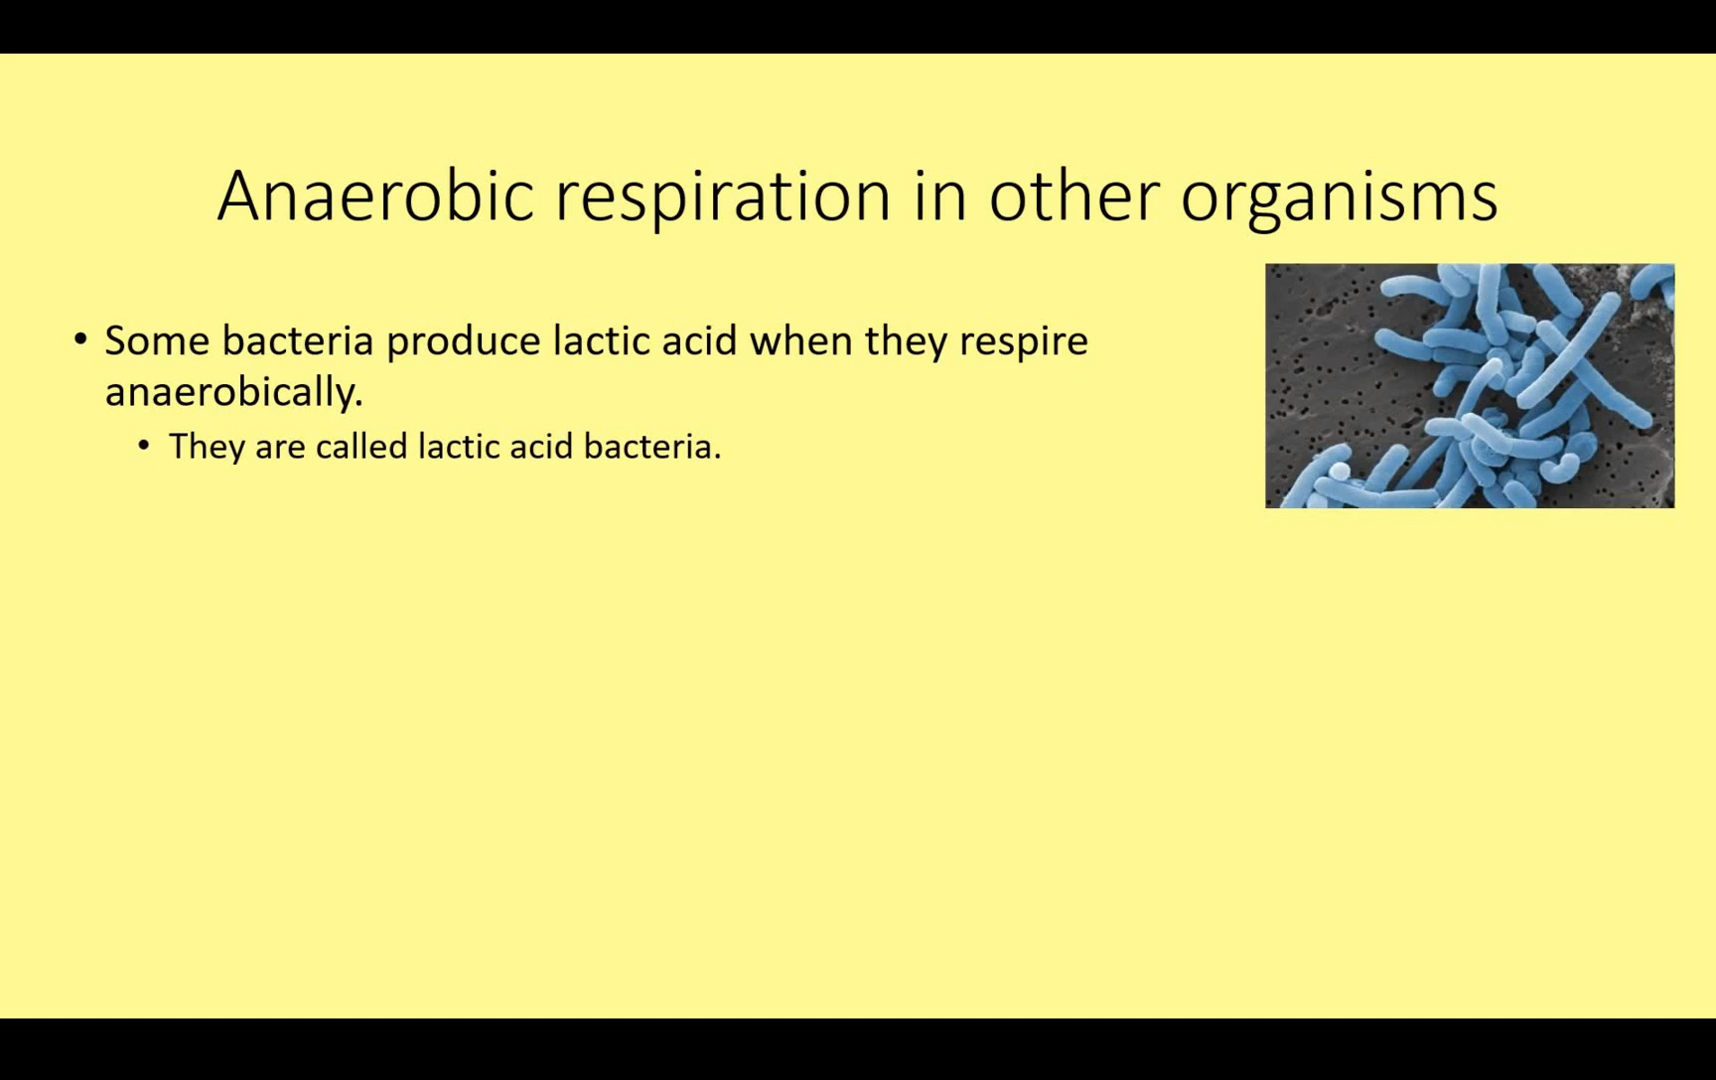 Anaerobic respiration in other organisms
• Some bacteria produce lactic acid when they respire
anaerobically.
• They are called lactic acid bacteria.